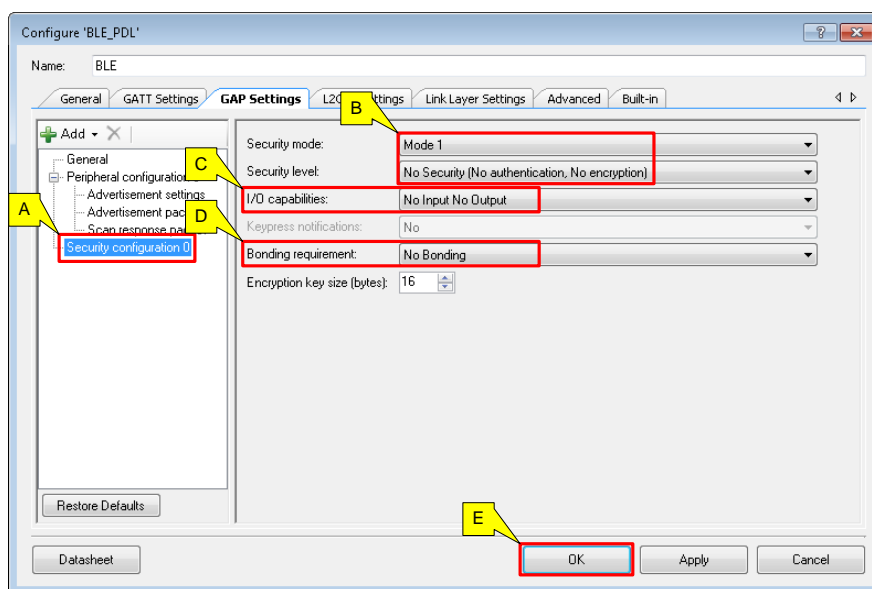 Configure 'BLE_PDL'
Name: BLE
General GATT Settings GAP Settings L2C ttings Link Layer Settings Advanced Built-in
B
Add
General
Peripheral configuration
Advertisement settings
Advertisement pac
Scan response pa
Security configuration 0
A
C
D
Security mode: Mode 1
Security level: No Security (No authentication, No encryption)
I/O capabilities: No Input No Output
Keypress notifications: No
Bonding requirement: No Bonding
Encryption key size (bytes): 16
Restore Defaults
E
Datasheet OK Apply Cancel